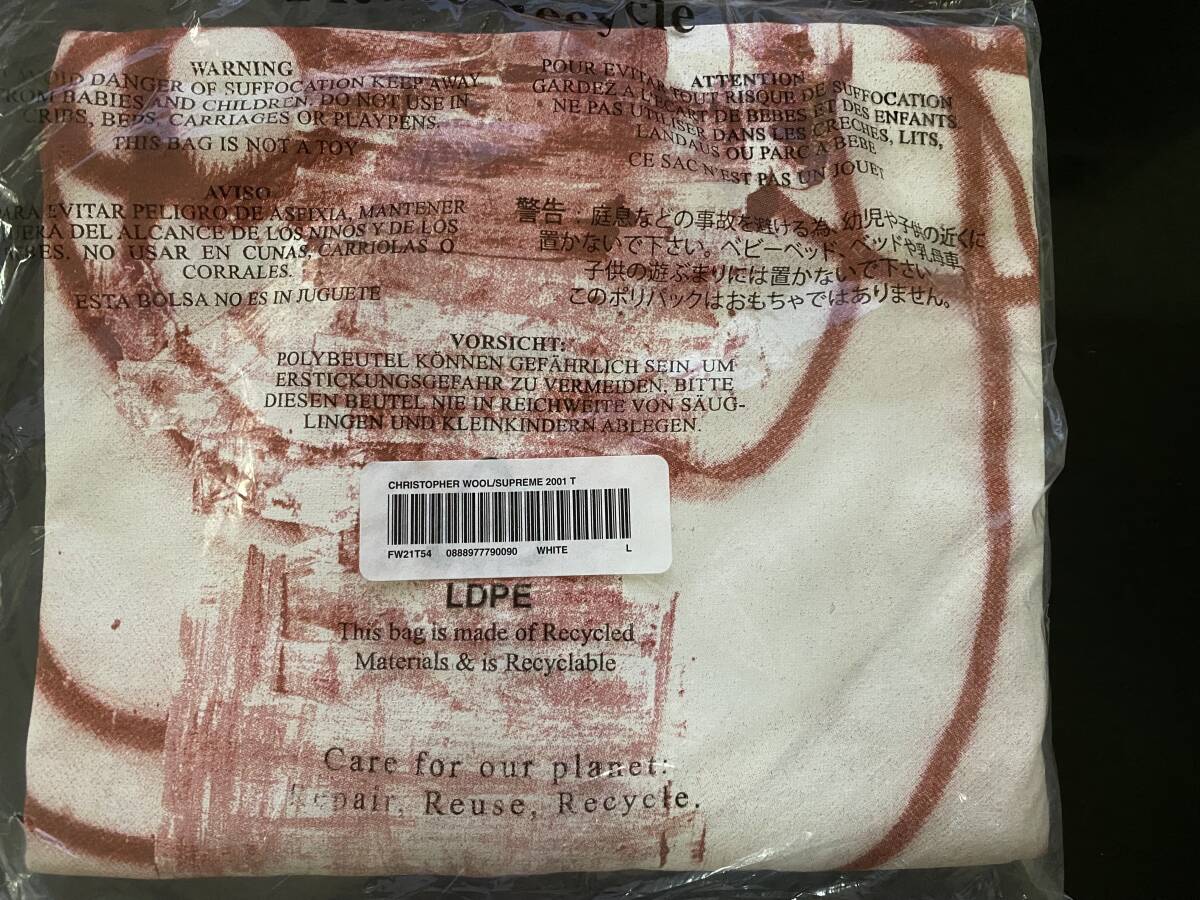 recycle
WARNING
AVOID DANGER OF SUFFOCATION KEEP AWAY
FROM BABIES AND CHILDREN. DO NOT USE IN
CRIBS, BEDS, CARRIAGES OR PLAYPENS.
THIS BAG IS NOT A TOY
ATTENTION
POUR EVITAR TOUT RISQUE DE SUFFOCATION
GARDEZ A L'ECART DE BEBES ET DES ENFANTS
NE PAS UTILISER DANS LES CRECHES, LITS,
LANDAUS OU PARC A BEBE
CE SAC N'EST PAS UN JOUET
AVISO
PARA EVITAR PELIGRO DE ASFIXIA, MANTENER
FUERA DEL ALCANCE DE LOS NINOS Y DE LOS
BEBES. NO USAR EN CUNAS, CARRIOLAS O
CORRALES.
ESTA BOLSA NO ES IN JUGUETE
警告：庭息などの事故を避ける為、幼児や子供の近くに
置かないで下さい。ベビーベッド、ベッドや乳母車
子供の遊ぶまりには置かないで下さい
このポリバックはおもちゃではありません。
VORSICHT:
POLYBEUTEL KÖNNEN GEFÄHRLICH SEIN. UM
ERSTICKUNGSGEFAHR ZU VERMEIDEN, BITTE
DIESEN BEUTEL NIE IN REICHWEITE VON SÄUG-
LINGEN UND KLEINKINDERN ABLEGEN.
CHRISTOPHER WOOL/SUPREME 2001 T
FW21T54 0888977790090 WHITE L
LDPE
This bag is made of Recycled
Materials & is Recyclable
Care for our planet:
Repair, Reuse, Recycle.